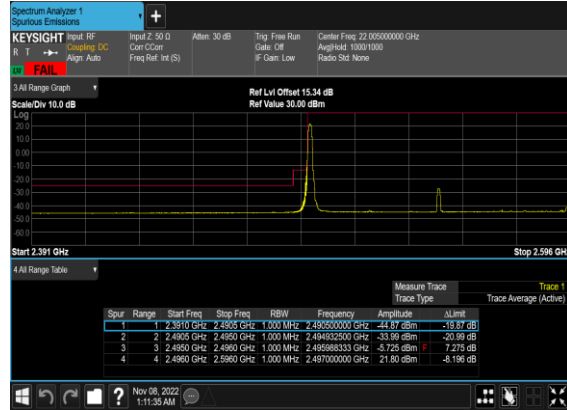 Spectrum Analyzer 1
Spurious Emissions
+
KEYSIGHT Input: RF Input Z: 50 Ω Atten: 30 dB Trig: Free Run Center Freq: 22.005000000 GHz
R T Coupling: DC Corr CCorr Gate: Off Avg|Hold: 1000/1000
Align: Auto Freq Ref: Int (S) IF Gain: Low Radio Std: None
LW FAIL
3 All Range Graph
Ref Lvl Offset 15.34 dB
Scale/Div 10.0 dB Ref Value 30.00 dBm
Log
20.0
10.0
0.00
-10.0
-20.0
-30.0
-40.0
-50.0
-60.0
Start 2.391 GHz Stop 2.596 GH
4 All Range Table
Measure Trace Trace 1
Trace Type Trace Average (Active)
Spur Range Start Freq Stop Freq RBW Frequency Amplitude ΔLimit
1 1 2.3910 GHz 2.4905 GHz 1.000 MHz 2.490500000 GHz -44.87 dBm -19.87 dB
2 2 2.4905 GHz 2.4950 GHz 1.000 MHz 2.494932500 GHz -33.99 dBm -20.99 dB
3 3 2.4950 GHz 2.4960 GHz 1.000 MHz 2.495988333 GHz -5.725 dBm F 7.275 dB
4 4 2.4960 GHz 2.5960 GHz 1.000 MHz 2.497000000 GHz 21.80 dBm -8.196 dB
? Nov 08, 2022
1:11:35 AM